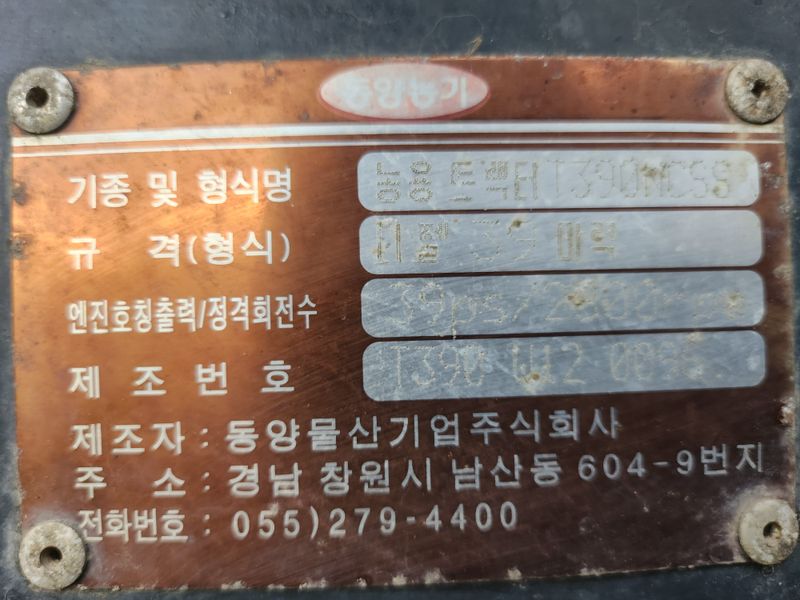 동양농기
기종 및 형식명 농용트랙터 T390NCSS
규 격(형식) 디젤 39 마력
엔진호칭출력/정격회전수 39ps/
제 조 번 호
제조자 : 동양물산기업주식회사
주 소 : 경남 창원시 남산동 604-9번지
전화번호 : 055)279-4400